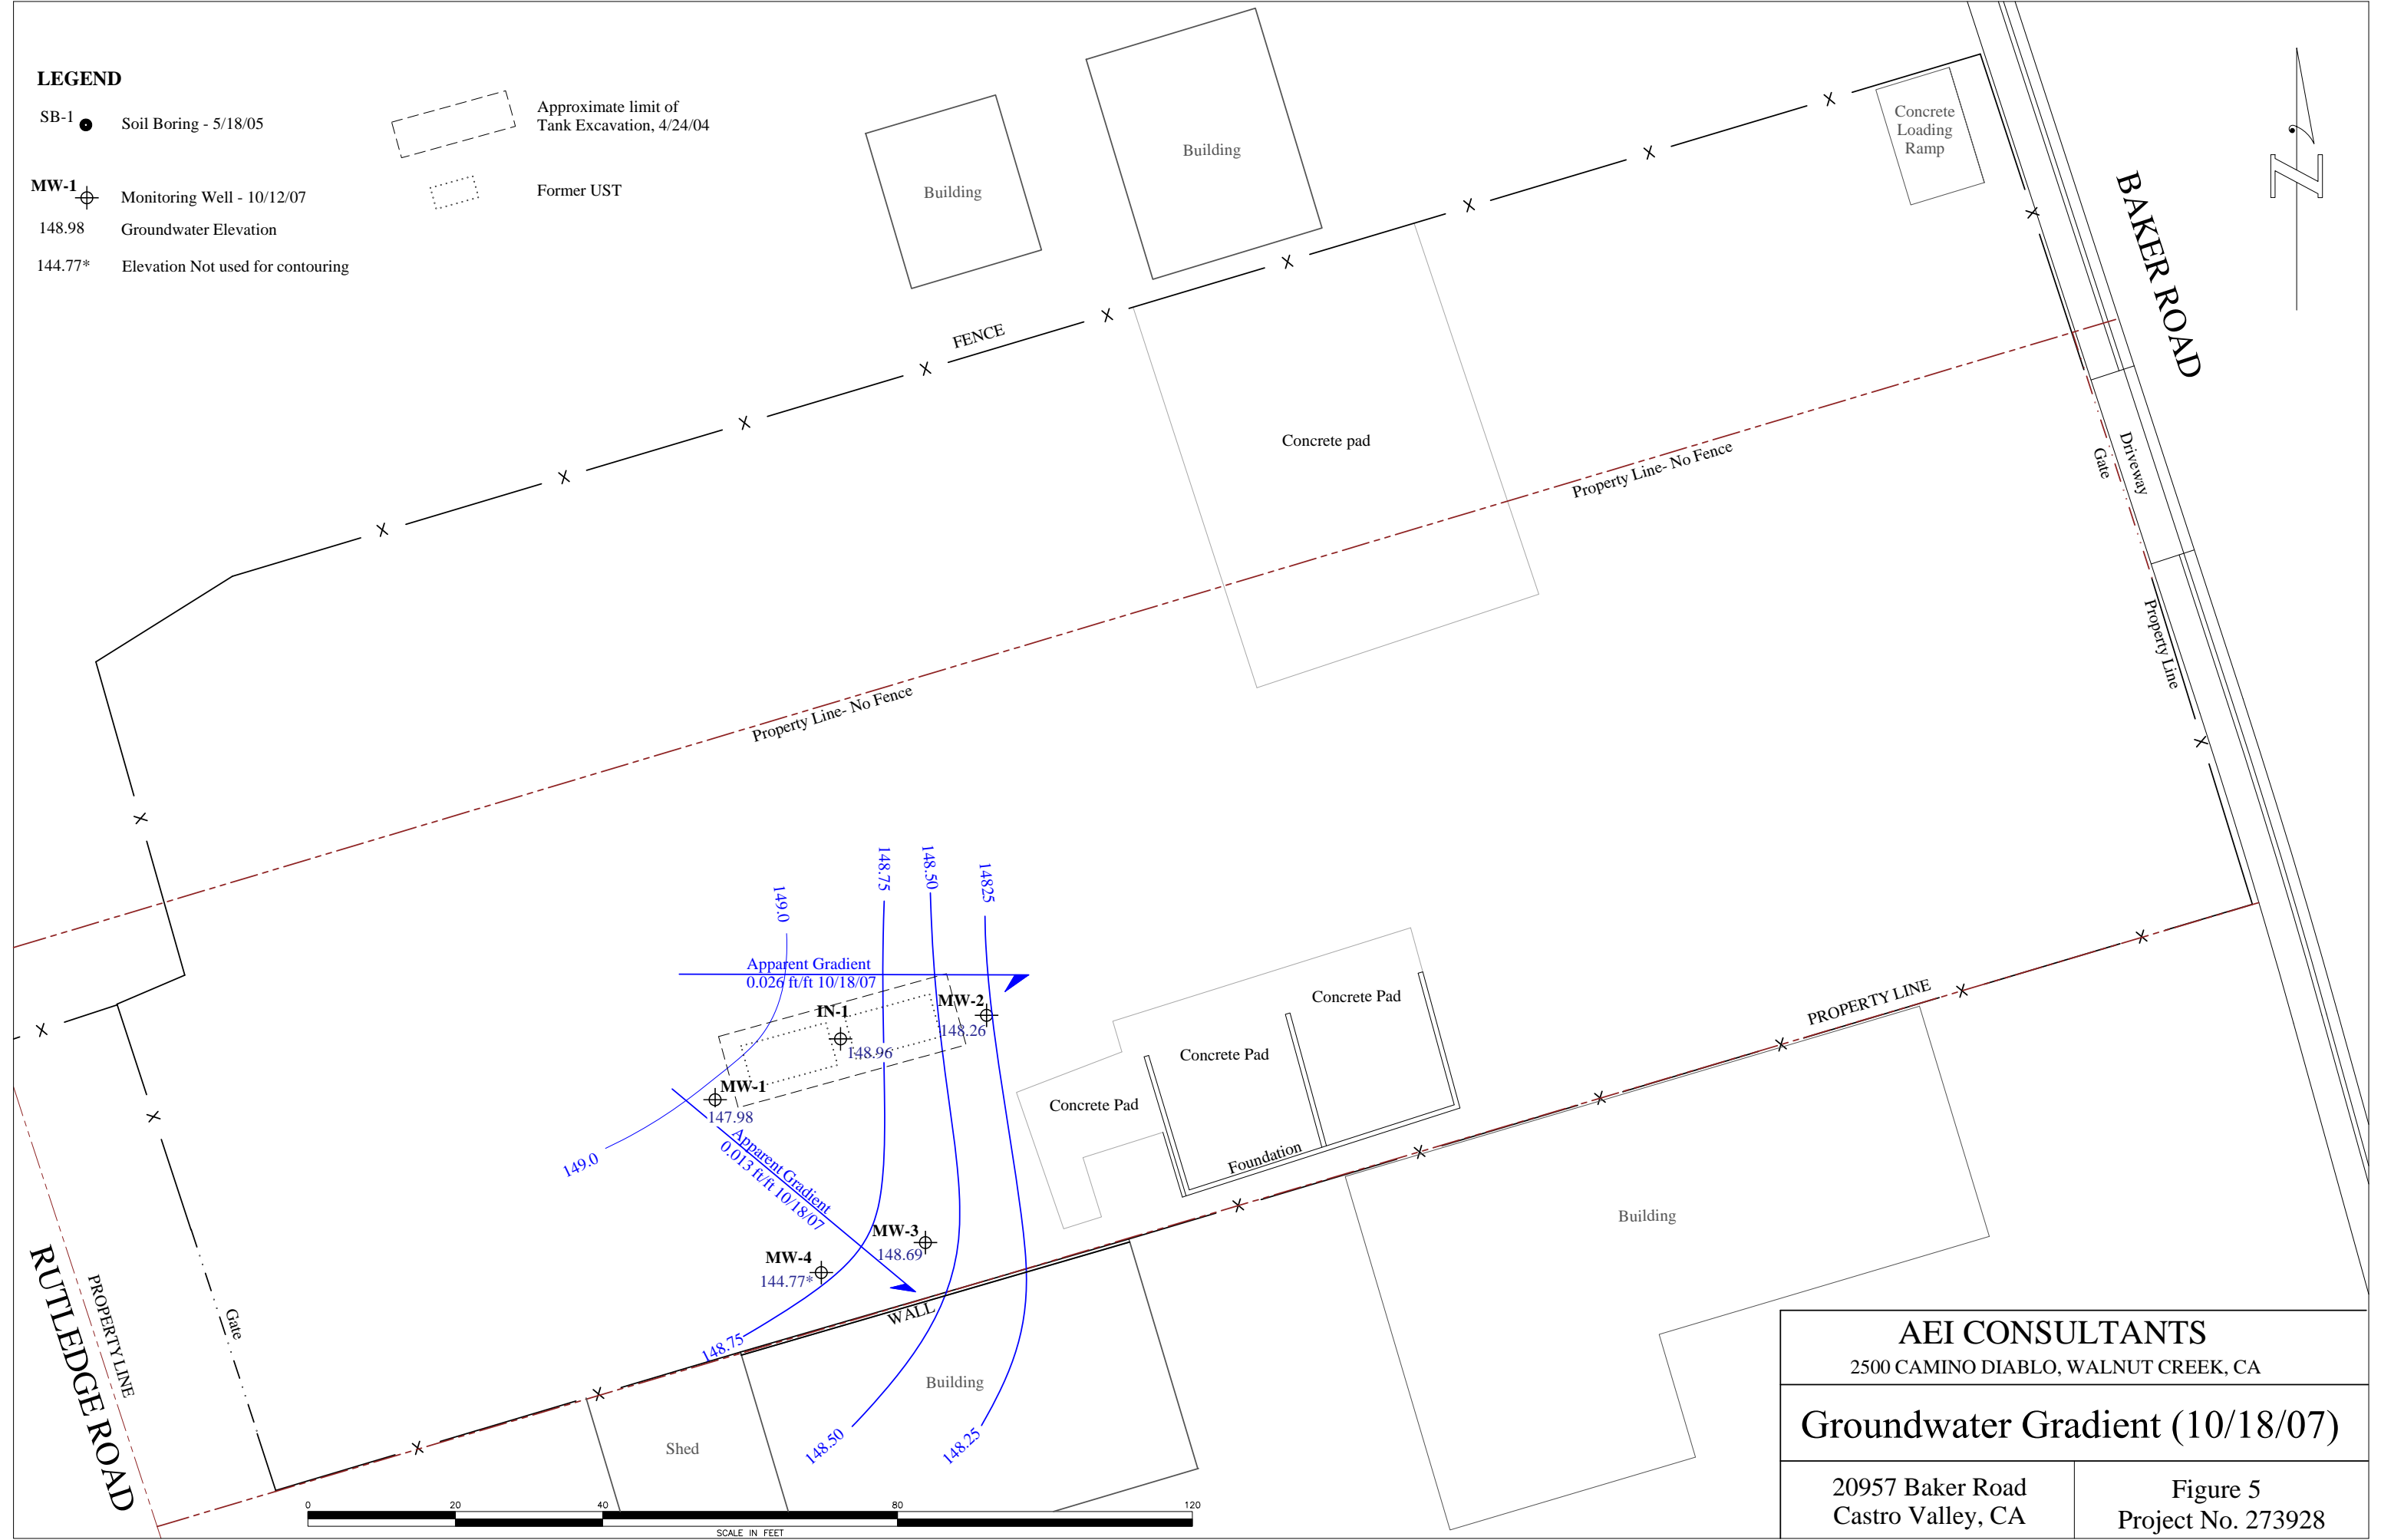 LEGEND
SB-1
Soil Boring - 5/18/05
MW-1
Monitoring Well - 10/12/07
148.98
Groundwater Elevation
144.77*
Elevation Not used for contouring
Approximate limit of
Tank Excavation, 4/24/04
Former UST
Building
Building
Concrete
Loading
Ramp
N
BAKER ROAD
FENCE
Concrete pad
Property Line- No Fence
Gate
Driveway
Property Line
Property Line- No Fence
149.0
148.75
148.50
14825
Apparent Gradient
0.026 ft/ft 10/18/07
IN-1
148.96
MW-2
148.26
MW-1
147.98
149.0
Apparent Gradient
0.013 ft/ft 10/18/07
MW-3
148.69
MW-4
144.77*
148.75
148.50
148.25
WALL
Concrete Pad
Concrete Pad
Concrete Pad
Foundation
PROPERTY LINE
Building
Building
Shed
Gate
PROPERTY LINE
RUTLEDGE ROAD
0 20 40 80 120
SCALE IN FEET
AEI CONSULTANTS
2500 CAMINO DIABLO, WALNUT CREEK, CA
Groundwater Gradient (10/18/07)
20957 Baker Road
Castro Valley, CA
Figure 5
Project No. 273928